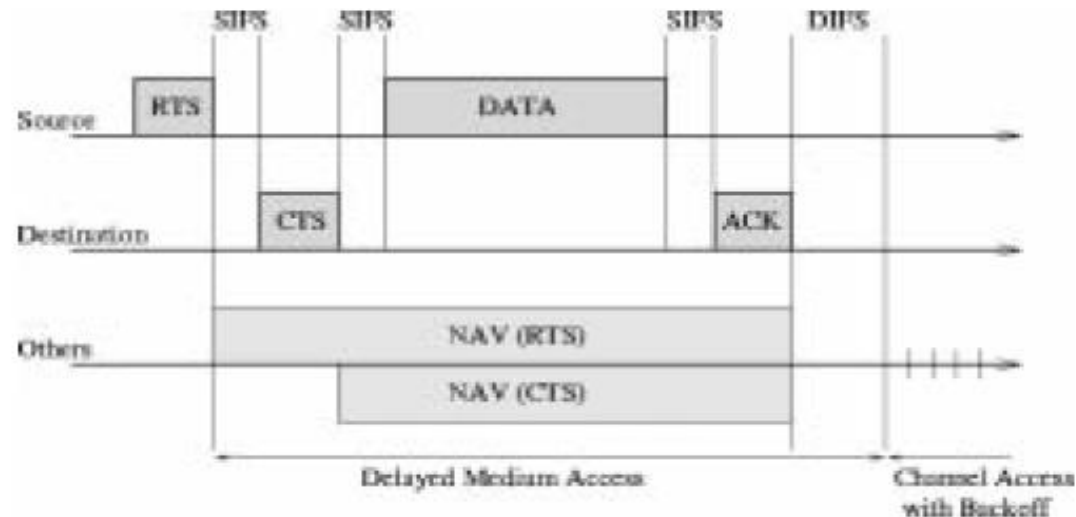 SIFS SIFS SIFS DIFS
RTS DATA
Source
CTS ACK
Destination
NAV (RTS)
Others
NAV (CTS)
Delayed Medium Access Channel Access
with Backoff